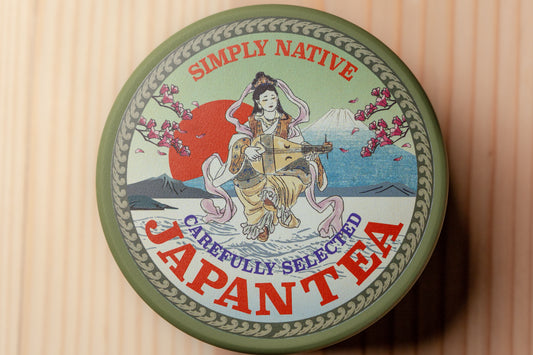 SIMPLY NATIVE
CAREFULLY SELECTED
JAPAN TEA